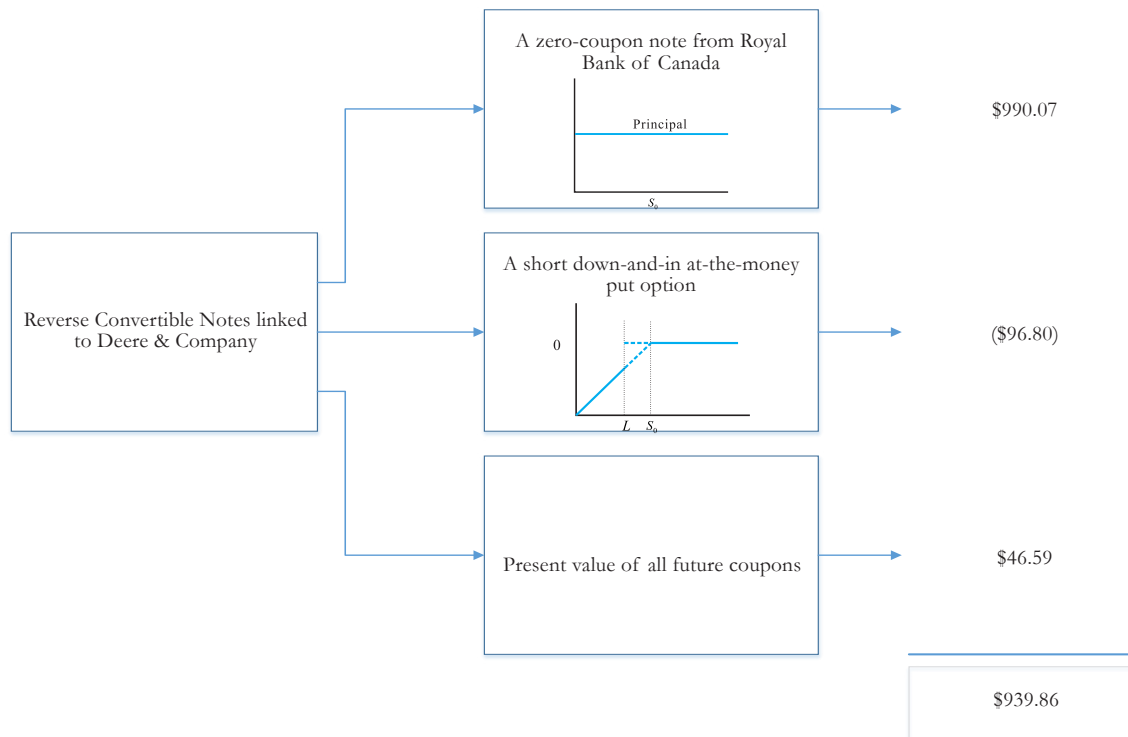 A zero-coupon note from Royal
Bank of Canada
Principal
S₀
$990.07
Reverse Convertible Notes linked
to Deere & Company
A short down-and-in at-the-money
put option
0
L S₀
($96.80)
Present value of all future coupons
$46.59
$939.86